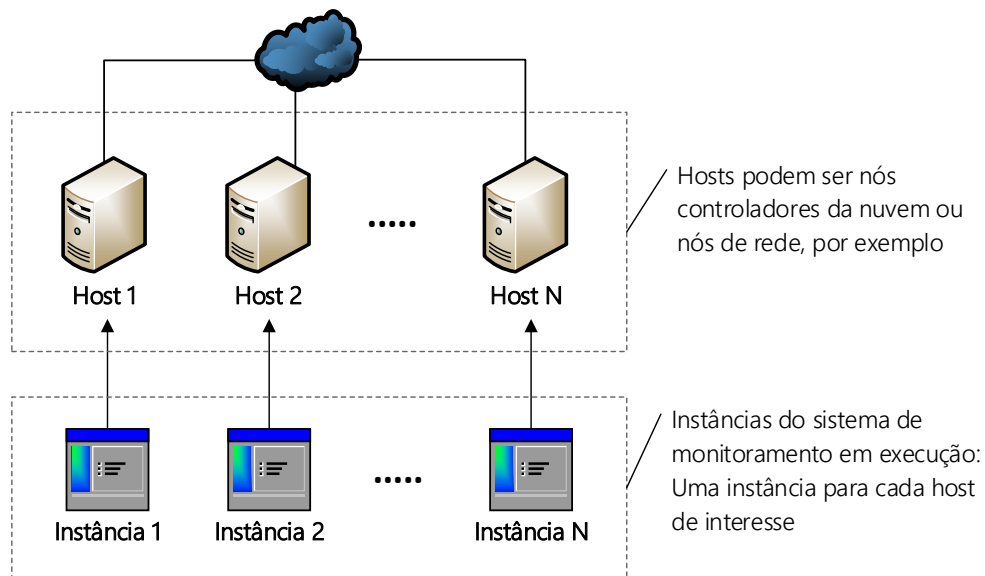 Hosts podem ser nós
controladores da nuvem ou
nós de rede, por exemplo
.....
Host 1
Host 2
Host N
Instâncias do sistema de
monitoramento em execução:
Uma instância para cada host
de interesse
.....
Instância 1
Instância 2
Instância N